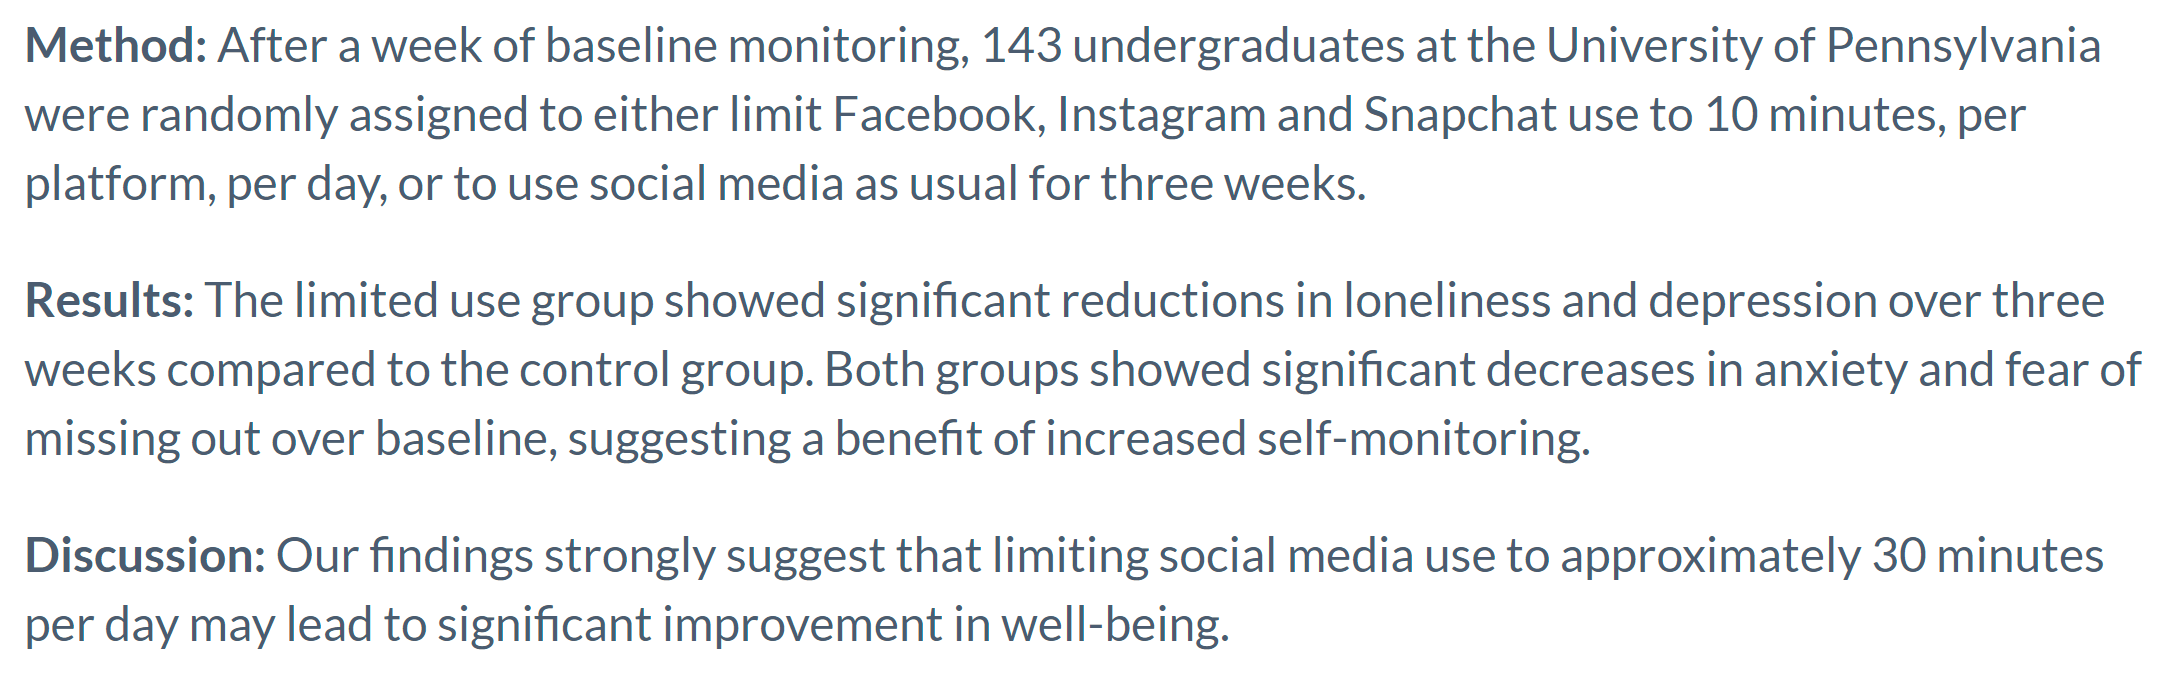 Method: After a week of baseline monitoring, 143 undergraduates at the University of Pennsylvania
were randomly assigned to either limit Facebook, Instagram and Snapchat use to 10 minutes, per
platform, per day, or to use social media as usual for three weeks.
Results: The limited use group showed significant reductions in loneliness and depression over three
weeks compared to the control group. Both groups showed significant decreases in anxiety and fear of
missing out over baseline, suggesting a benefit of increased self-monitoring.
Discussion: Our findings strongly suggest that limiting social media use to approximately 30 minutes
per day may lead to significant improvement in well-being.